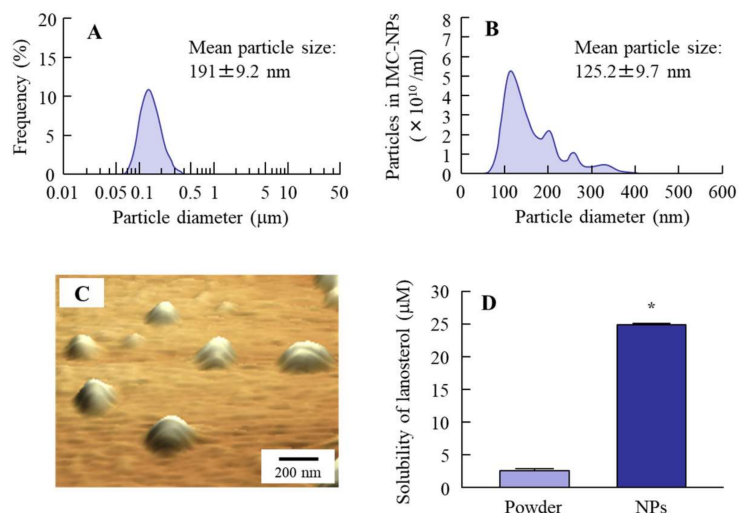 A
Mean particle size:
191±9.2 nm
Frequency (%)
20
15
10
5
0
0.01 0.05 0.1 0.5 1 5 10 50
Particle diameter (μm)
B
Mean particle size:
125.2±9.7 nm
Particles in IMC-NPs
(×10¹⁰/ml)
8
7
6
5
4
3
2
1
0
0 100 200 300 400 500 600
Particle diameter (nm)
C
200 nm
D
*
Solubility of lanosterol (μM)
30
25
20
15
10
5
0
Powder NPs